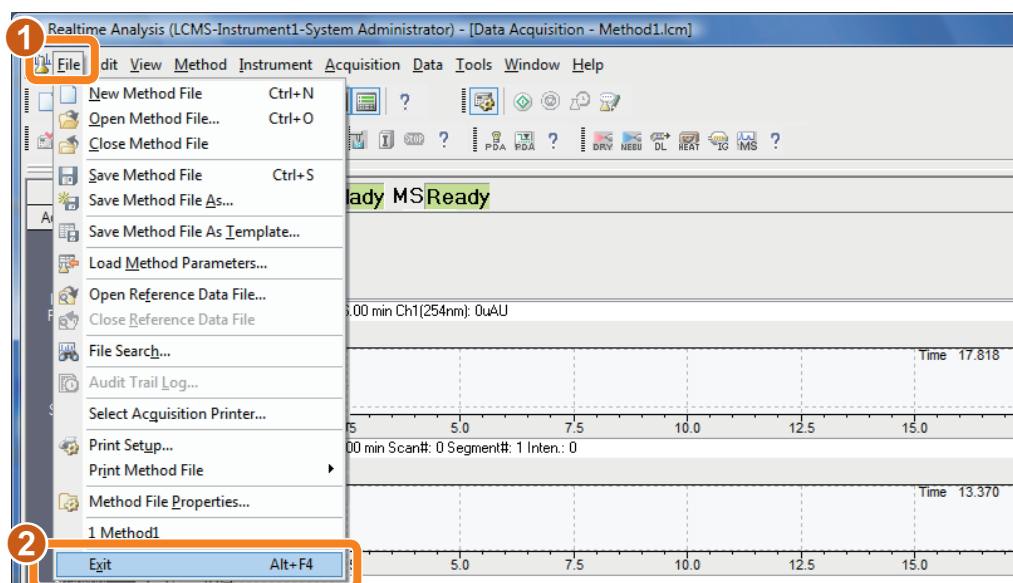 1
Realtime Analysis (LCMS-Instrument1-System Administrator) - [Data Acquisition - Method1.lcm]
File Edit View Method Instrument Acquisition Data Tools Window Help
New Method File Ctrl+N
Open Method File... Ctrl+O
Close Method File
?
PDA PDA ? DRY NEBU DL HEAT IG MS ?
Save Method File Ctrl+S
Save Method File As...
MS Ready
Save Method File As Template...
Load Method Parameters...
Open Reference Data File...
Close Reference Data File
.00 min Ch1(254nm): 0uAU
File Search...
Time 17.818
Audit Trail Log...
Select Acquisition Printer...
5.0 7.5 10.0 12.5 15.0
Print Setup...
00 min Scan#: 0 Segment#: 1 Inten.: 0
Print Method File
Method File Properties...
Time 13.370
1 Method1
2
Exit Alt+F4
5.0 7.5 10.0 12.5 15.0